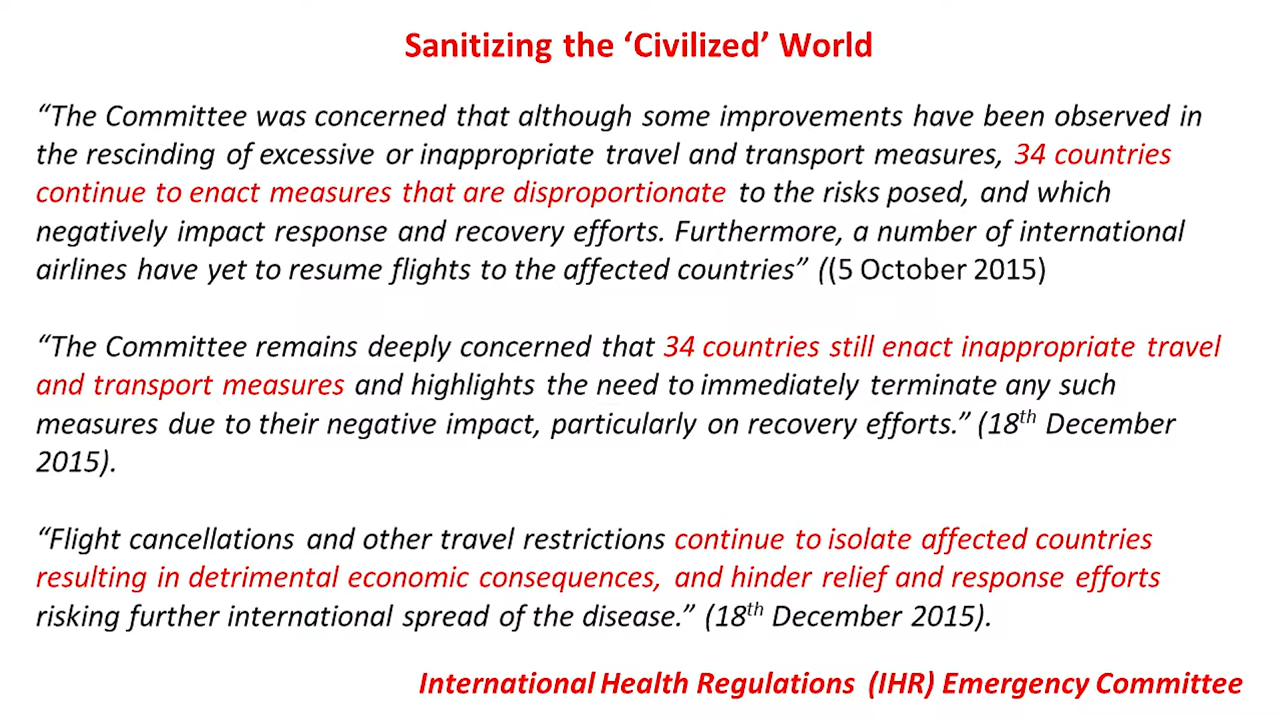 Sanitizing the ‘Civilized’ World
“The Committee was concerned that although some improvements have been observed in
the rescinding of excessive or inappropriate travel and transport measures, 34 countries
continue to enact measures that are disproportionate to the risks posed, and which
negatively impact response and recovery efforts. Furthermore, a number of international
airlines have yet to resume flights to the affected countries” ((5 October 2015)
“The Committee remains deeply concerned that 34 countries still enact inappropriate travel
and transport measures and highlights the need to immediately terminate any such
measures due to their negative impact, particularly on recovery efforts.” (18th December
2015).
“Flight cancellations and other travel restrictions continue to isolate affected countries
resulting in detrimental economic consequences, and hinder relief and response efforts
risking further international spread of the disease.” (18th December 2015).
International Health Regulations (IHR) Emergency Committee